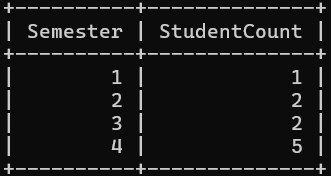 +----------+--------------+
| Semester | StudentCount |
+----------+--------------+
|        1 |            1 |
|        2 |            2 |
|        3 |            2 |
|        4 |            5 |
+----------+--------------+